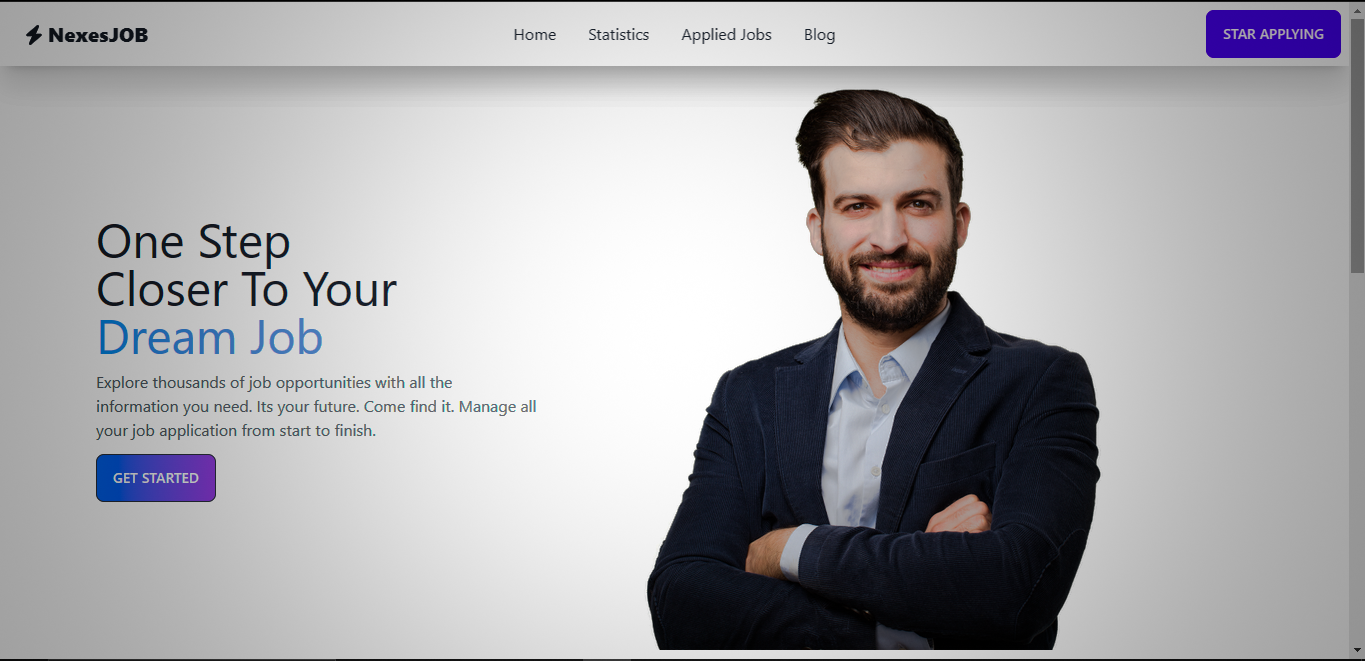 NexesJOB
Home
Statistics
Applied Jobs
Blog
STAR APPLYING
One Step
Closer To Your
Dream Job
Explore thousands of job opportunities with all the
information you need. Its your future. Come find it. Manage all
your job application from start to finish.
GET STARTED